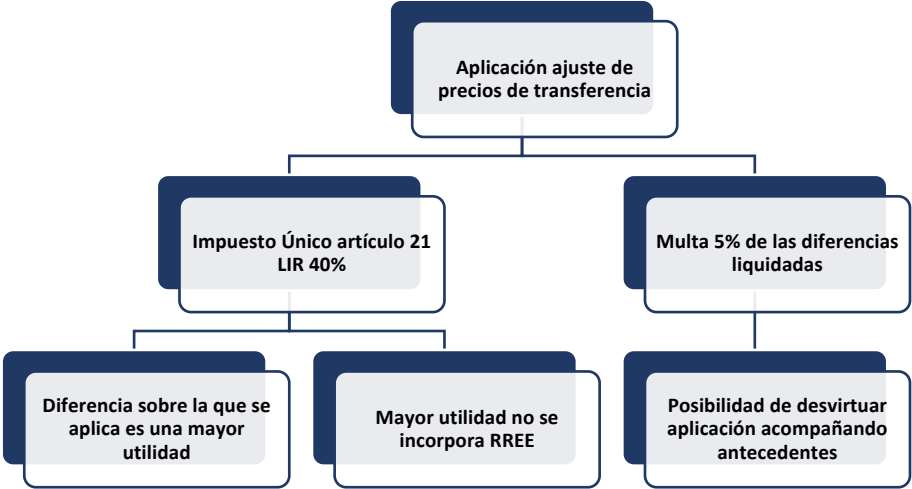 Aplicación ajuste de
precios de transferencia
Impuesto Único artículo 21
LIR 40%
Multa 5% de las diferencias
liquidadas
Diferencia sobre la que se
aplica es una mayor
utilidad
Mayor utilidad no se
incorpora RREE
Posibilidad de desvirtuar
aplicación acompañando
antecedentes